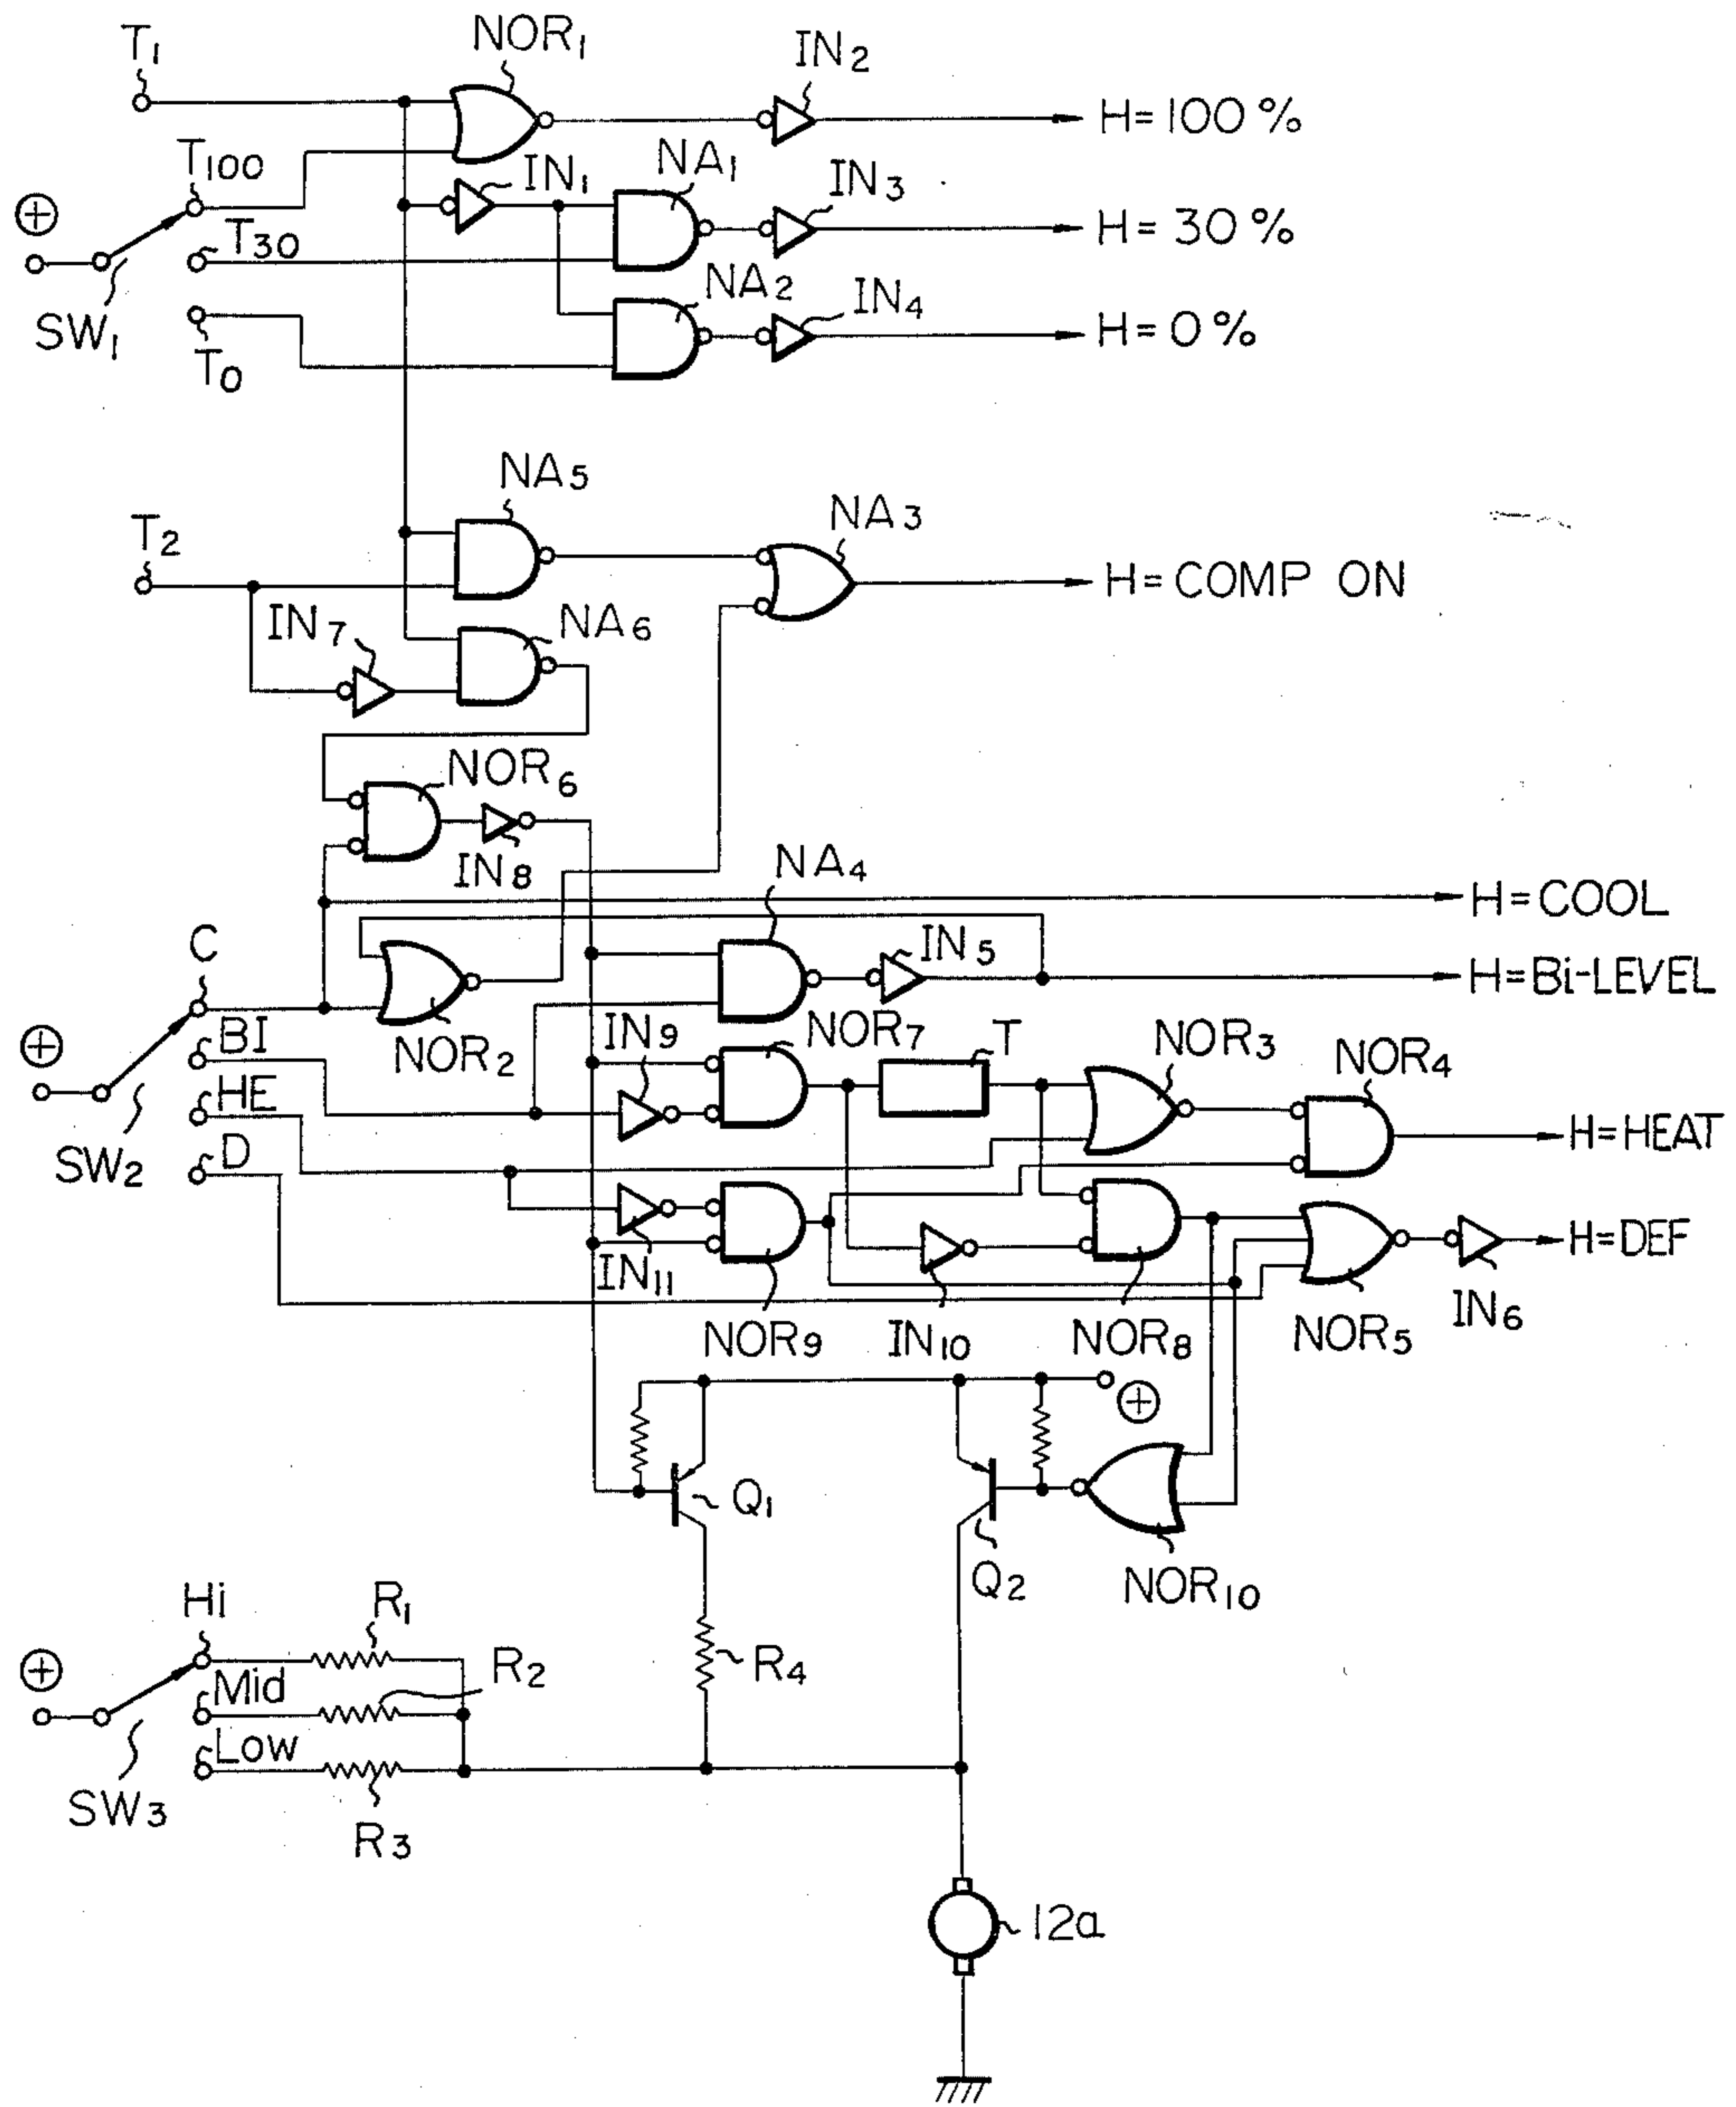 T1
NOR1
IN2
H=100%
T100
IN1
NA1
IN3
⊕
T30
H=30%
NA2
IN4
SW1
H=0%
T0
NA5
NA3
T2
H=COMP ON
IN7
NA6
NOR6
IN8
NA4
H=COOL
C
IN5
H=Bi-LEVEL
⊕
BI
NOR2
IN9
NOR7
T
NOR3
NOR4
HE
H=HEAT
SW2
D
IN11
H=DEF
NOR9
IN10
NOR8
NOR5
IN6
⊕
Q1
Q2
NOR10
Hi
R1
⊕
Mid
R2
R4
Low
SW3
R3
12a